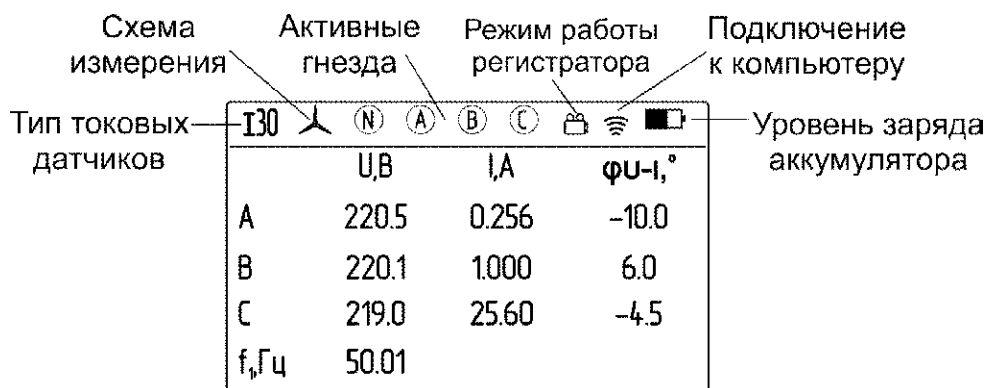 Схема измерения
Активные гнезда
Режим работы регистратора
Подключение к компьютеру
Тип токовых датчиков
I30 N A B C
Уровень заряда аккумулятора
U,В I,А φU-I,°
A 220.5 0.256 -10.0
B 220.1 1.000 6.0
C 219.0 25.60 -4.5
f₁,Гц 50.01